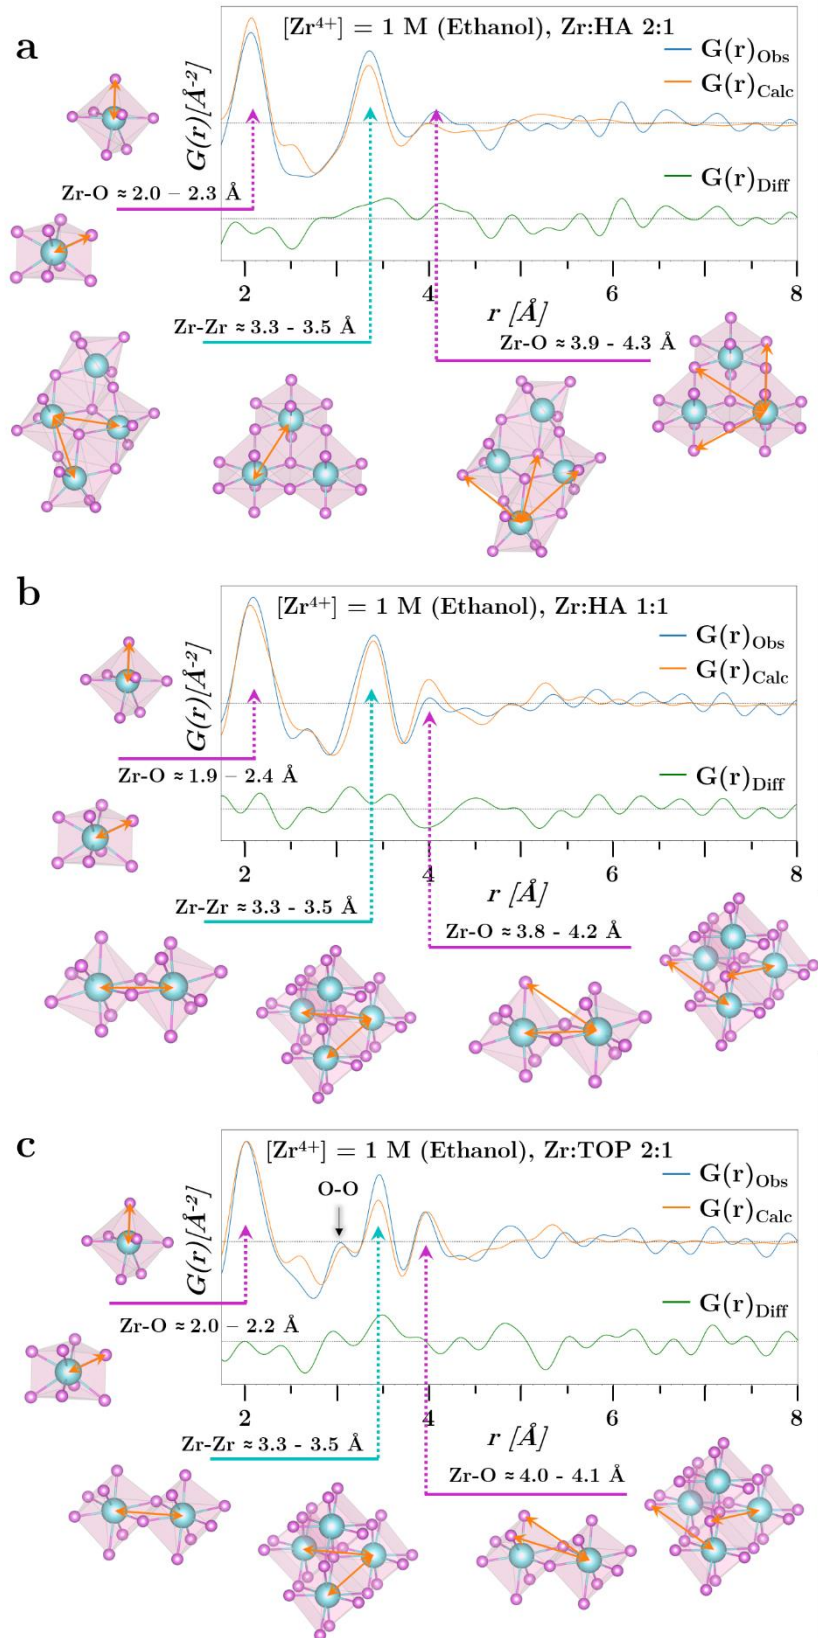 a
[Zr⁴⁺] = 1 M (Ethanol), Zr:HA 2:1
G(r)[Å⁻²]
G(r)Obs
G(r)Calc
G(r)Diff
Zr-O ≈ 2.0 – 2.3 Å
2 4 6 8
r [Å]
Zr-Zr ≈ 3.3 - 3.5 Å
Zr-O ≈ 3.9 - 4.3 Å
b
[Zr⁴⁺] = 1 M (Ethanol), Zr:HA 1:1
G(r)[Å⁻²]
G(r)Obs
G(r)Calc
G(r)Diff
Zr-O ≈ 1.9 – 2.4 Å
2 4 6 8
r [Å]
Zr-Zr ≈ 3.3 - 3.5 Å
Zr-O ≈ 3.8 - 4.2 Å
c
[Zr⁴⁺] = 1 M (Ethanol), Zr:TOP 2:1
O-O
G(r)[Å⁻²]
G(r)Obs
G(r)Calc
G(r)Diff
Zr-O ≈ 2.0 – 2.2 Å
2 4 6 8
r [Å]
Zr-Zr ≈ 3.3 - 3.5 Å
Zr-O ≈ 4.0 - 4.1 Å